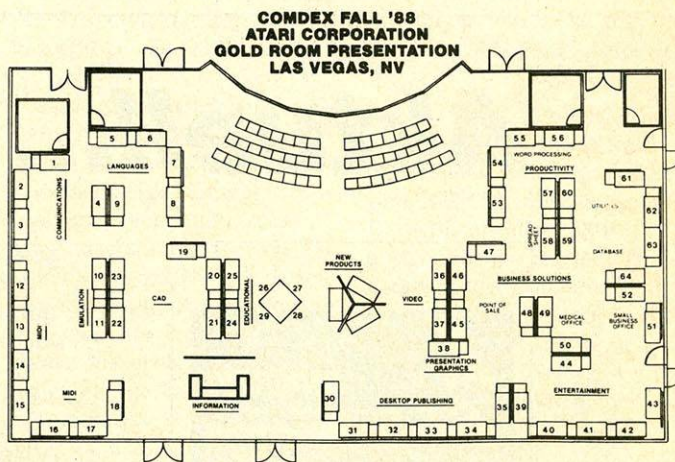 COMDEX FALL '88
ATARI CORPORATION
GOLD ROOM PRESENTATION
LAS VEGAS, NV
5 6
55 56
1
LANGUAGES
7
54
WORD PROCESSING
PRODUCTIVITY
2
COMMUNICATIONS
4 9
8
53
57 60
61
UTILITIES
62
3
SPREAD SHEET
58 59
DATABASE
63
19
47
NEW PRODUCTS
10 23
20 25
36 46
BUSINESS SOLUTIONS
64
52
12
EMULATION
CAD
EDUCATIONAL
26 27
29 28
VIDEO
POINT OF SALE
48 49
MEDICAL OFFICE
SMALL BUSINESS OFFICE
51
13
MIDI
11 22
21 24
37 45
38
PRESENTATION GRAPHICS
50
44
14
MIDI
15
18
INFORMATION
30
DESKTOP PUBLISHING
35 39
ENTERTAINMENT
43
16 17
31 32 33 34
40 41 42